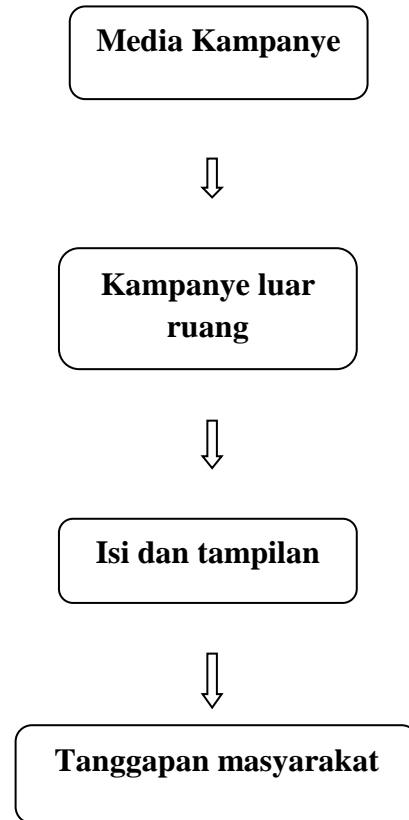 Media Kampanye
Kampanye luar
ruang
Isi dan tampilan
Tanggapan masyarakat